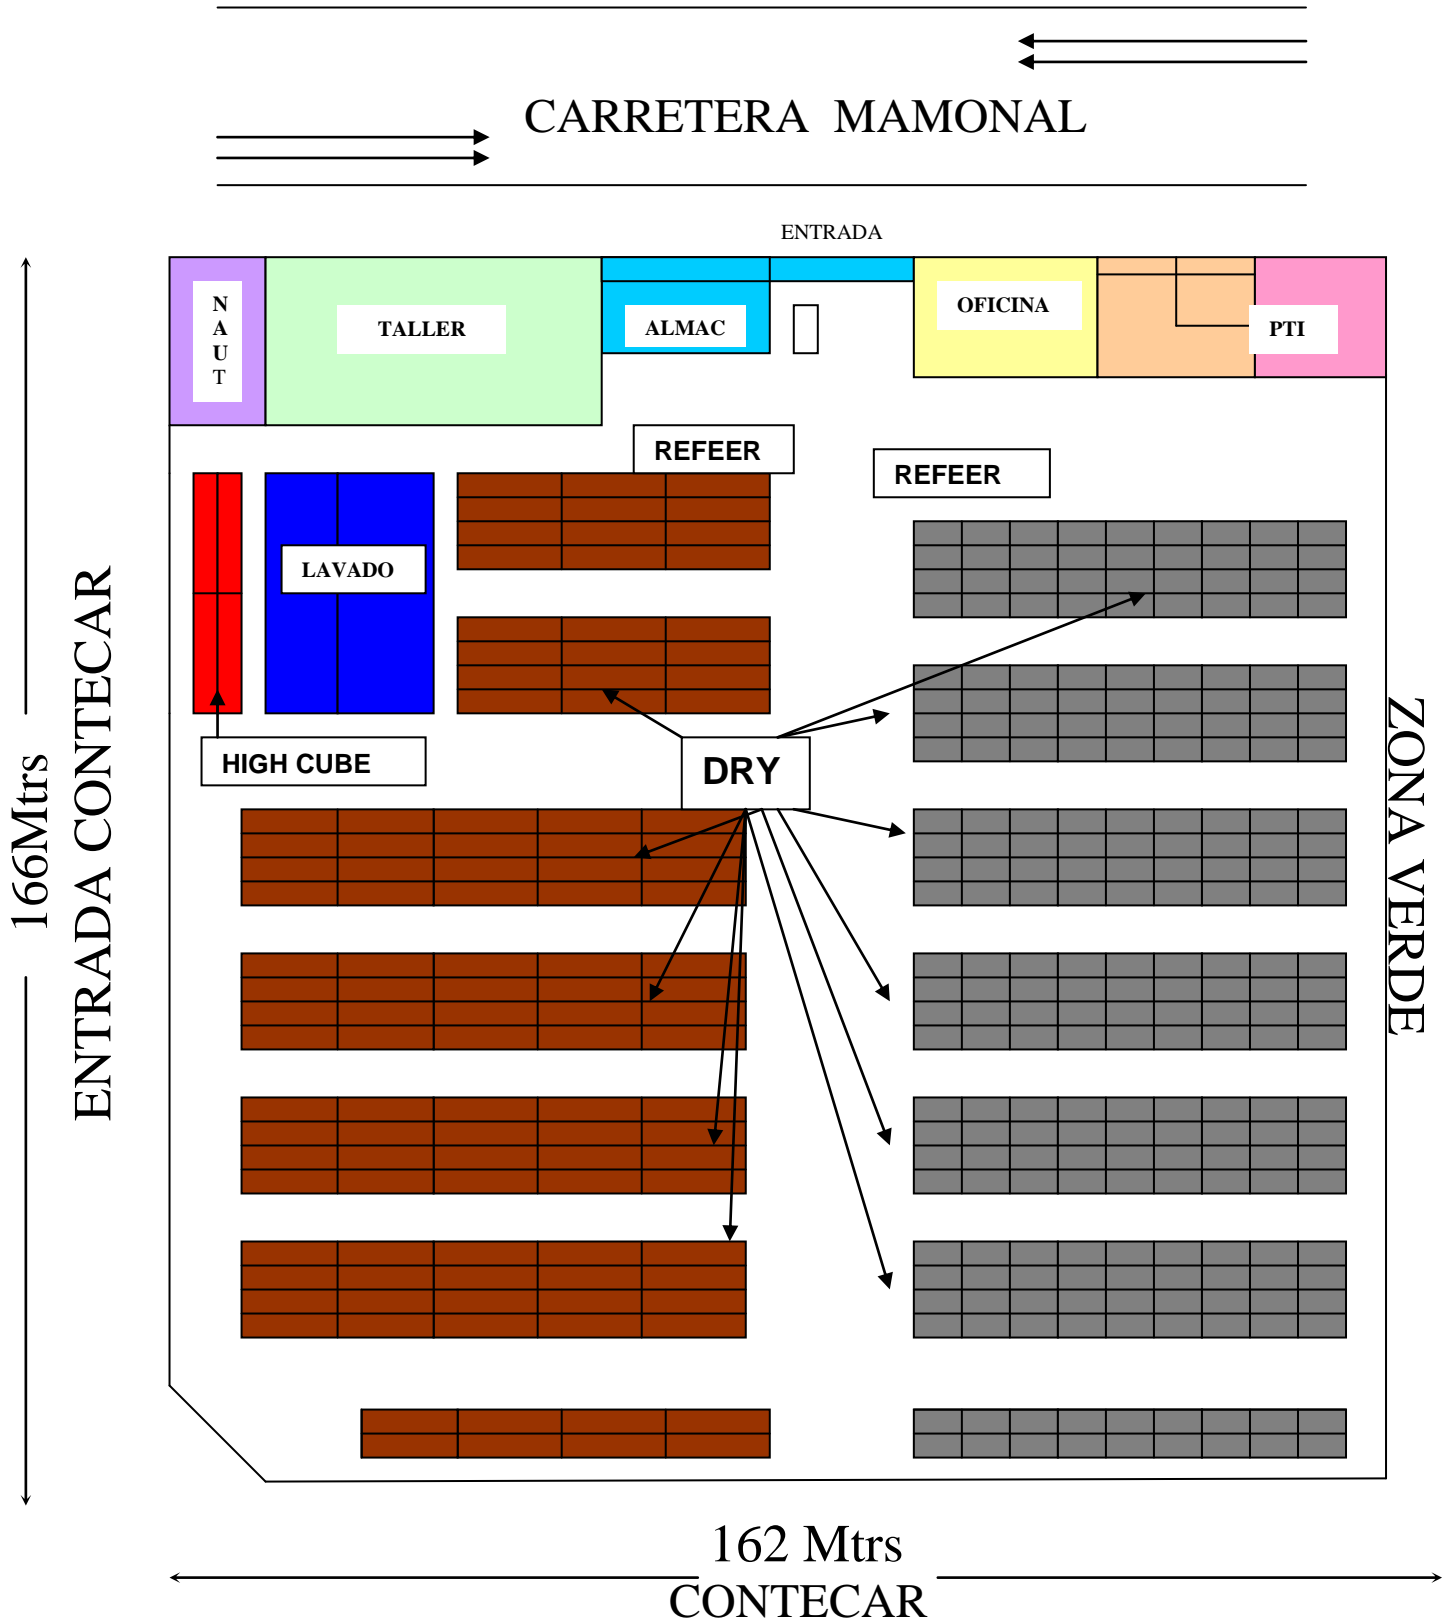 CARRETERA MAMONAL
ENTRADA
N
A
U
T
TALLER
ALMAC
OFICINA
PTI
REFEER
REFEER
LAVADO
HIGH CUBE
DRY
166Mtrs
ENTRADA CONTECAR
ZONA VERDE
162 Mtrs
CONTECAR